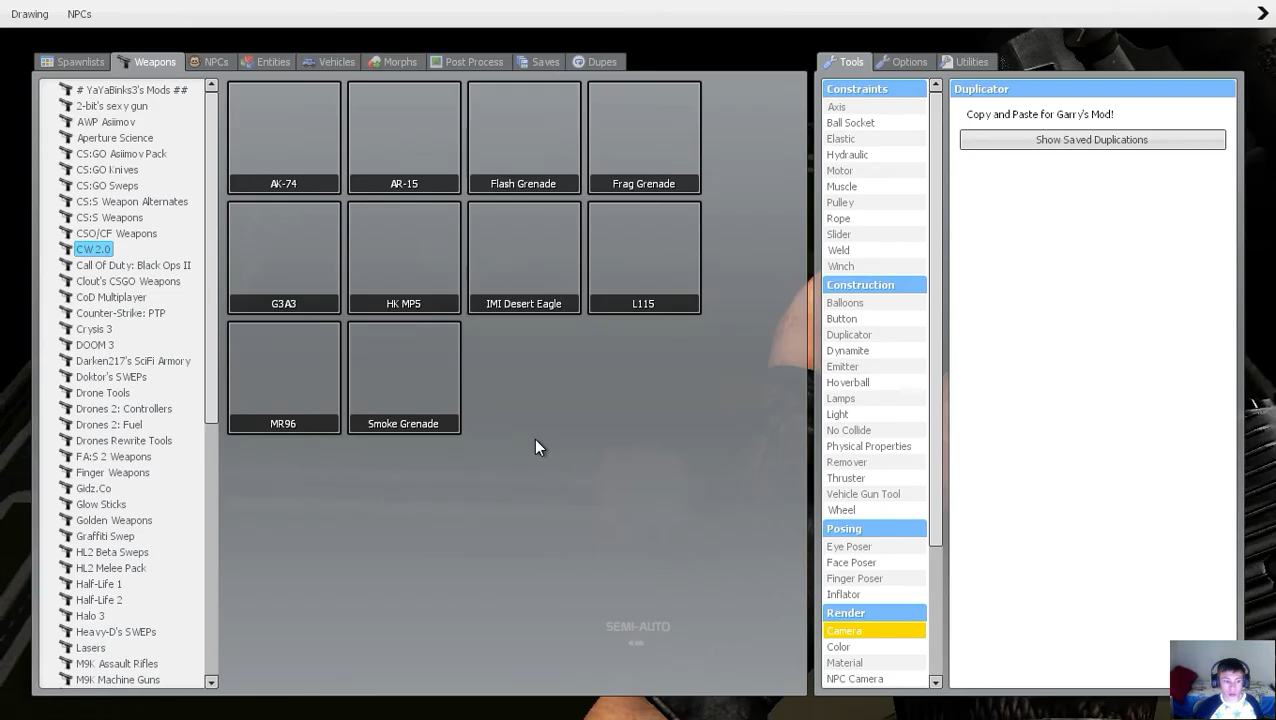 Drawing NPCs
Spawnlists Weapons NPCs Entities Vehicles Morphs Post Process Saves Dupes
# YaYaBinks3's Mods ##
2-bit's sexy gun
AWP Asiimov
Aperture Science
CS:GO Asiimov Pack
CS:GO Knives
CS:GO Sweps
CS:S Weapon Alternates
CS:S Weapons
CSO/CF Weapons
CW 2.0
Call Of Duty: Black Ops II
Clout's CSGO Weapons
CoD Multiplayer
Counter-Strike: PTP
Crysis 3
DOOM 3
Darken217's SciFi Armory
Doktor's SWEPs
Drone Tools
Drones 2: Controllers
Drones 2: Fuel
Drones Rewrite Tools
FA:S 2 Weapons
Finger Weapons
Gidz.Co
Glow Sticks
Golden Weapons
Graffiti Swep
HL2 Beta Sweps
HL2 Melee Pack
Half-Life 1
Half-Life 2
Halo 3
Heavy-D's SWEPs
Lasers
M9K Assault Rifles
M9K Machine Guns
AK-74 AR-15 Flash Grenade Frag Grenade
G3A3 HK MP5 IMI Desert Eagle L115
MR96 Smoke Grenade
SEMI-AUTO
Tools Options Utilities
Constraints
Axis
Ball Socket
Elastic
Hydraulic
Motor
Muscle
Pulley
Rope
Slider
Weld
Winch
Construction
Balloons
Button
Duplicator
Dynamite
Emitter
Hoverball
Lamps
Light
No Collide
Physical Properties
Remover
Thruster
Vehicle Gun Tool
Wheel
Posing
Eye Poser
Face Poser
Finger Poser
Inflator
Render
Camera
Color
Material
NPC Camera
Duplicator
Copy and Paste for Garry's Mod!
Show Saved Duplications